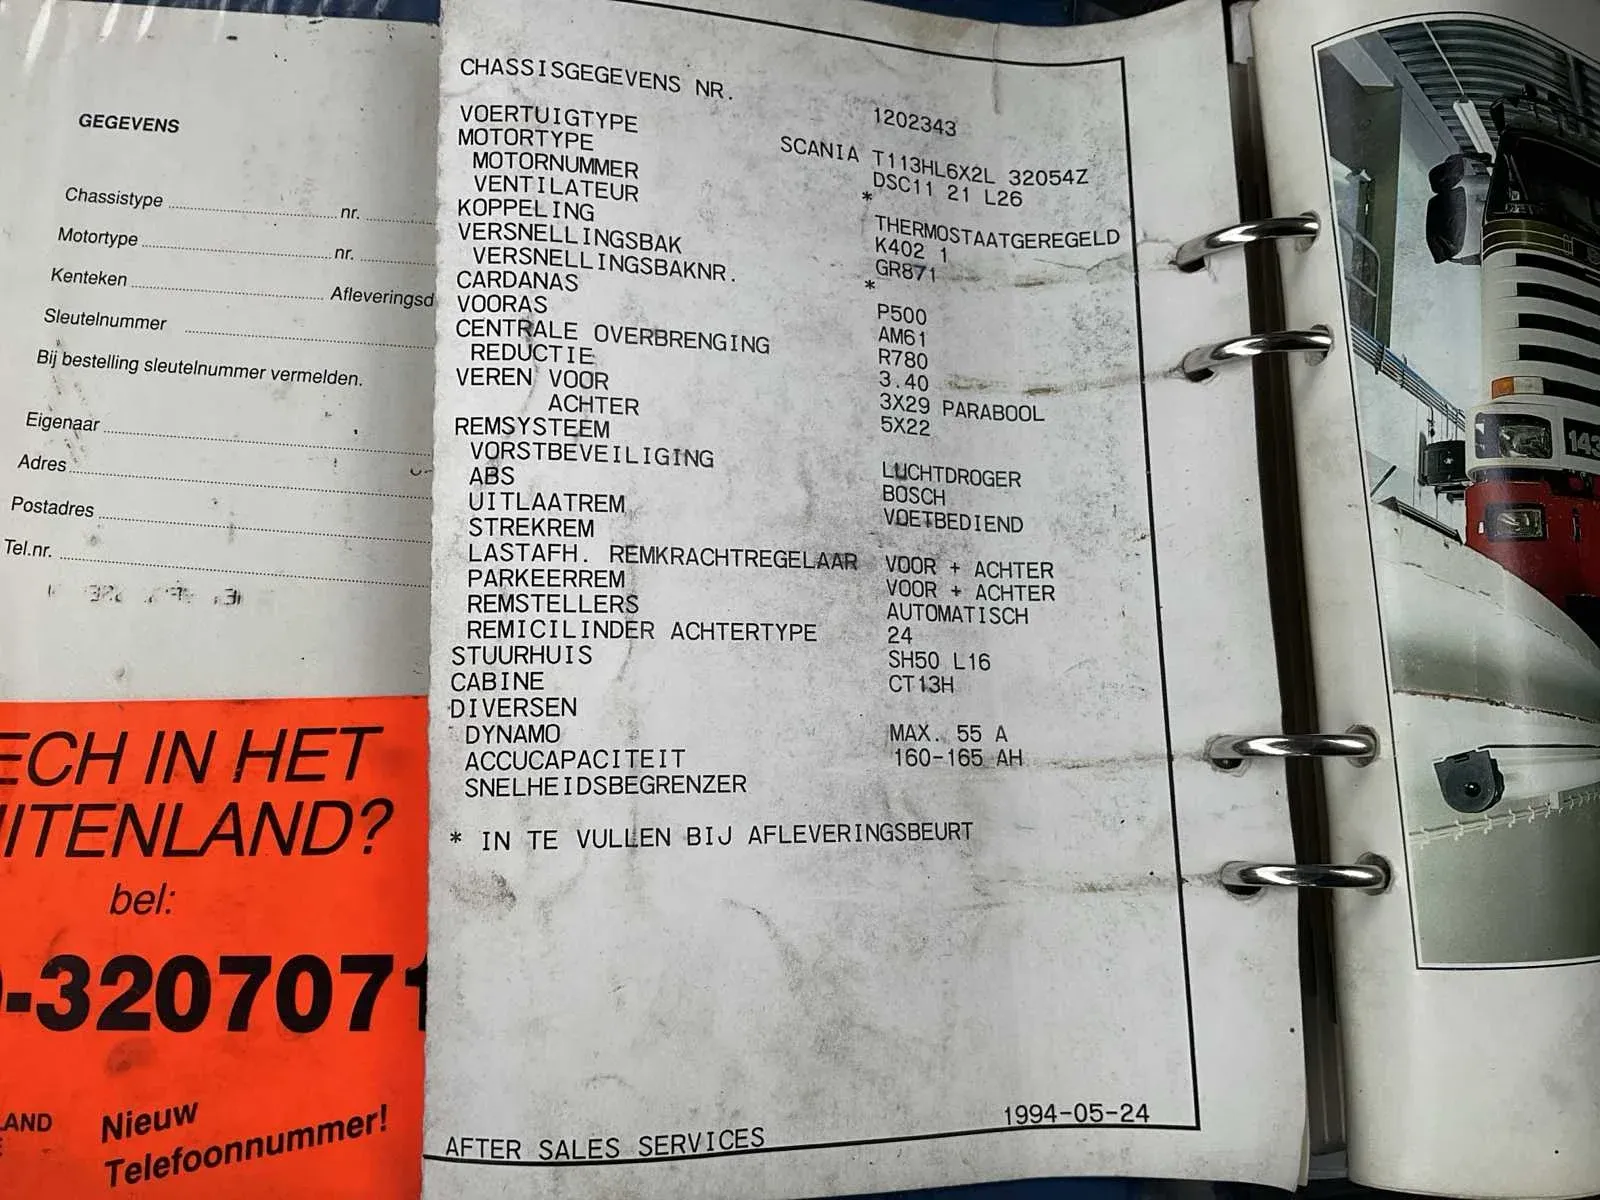 GEGEVENS
Chassistype nr.
Motortype nr.
Kenteken Afleveringsd
Sleutelnummer
Bij bestelling sleutelnummer vermelden.
Eigenaar
Adres
Postadres
Tel.nr.
ECH IN HET
ITENLAND?
bel:
-3207071
LAND
Nieuw
Telefoonnummer!
CHASSISGEGEVENS NR. 1202343
VOERTUIGTYPE SCANIA T113HL6X2L 32054Z
MOTORTYPE DSC11 21 L26
MOTORNUMMER *
VENTILATEUR THERMOSTAATGEREGELD
KOPPELING K402 1
VERSNELLINGSBAK GR871
VERSNELLINGSBAKNR. *
CARDANAS P500
VOORAS AM61
CENTRALE OVERBRENGING R780
REDUCTIE 3.40
VEREN VOOR 3X29 PARABOOL
ACHTER 5X22
REMSYSTEEM
VORSTBEVEILIGING LUCHTDROGER
ABS BOSCH
UITLAATREM VOETBEDIEND
STREKREM
LASTAFH. REMKRACHTREGELAAR VOOR + ACHTER
PARKEERREM VOOR + ACHTER
REMSTELLERS AUTOMATISCH
REMICILINDER ACHTERTYPE 24
STUURHUIS SH50 L16
CABINE CT13H
DIVERSEN
DYNAMO MAX. 55 A
ACCUCAPACITEIT 160-165 AH
SNELHEIDSBEGRENZER
* IN TE VULLEN BIJ AFLEVERINGSBEURT
1994-05-24
AFTER SALES SERVICES
143